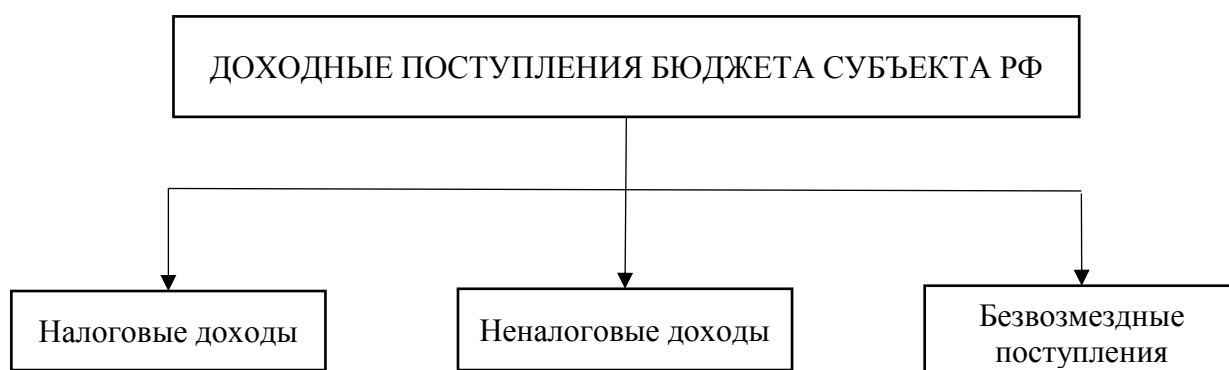 ДОХОДНЫЕ ПОСТУПЛЕНИЯ БЮДЖЕТА СУБЪЕКТА РФ
Налоговые доходы
Неналоговые доходы
Безвозмездные
поступления